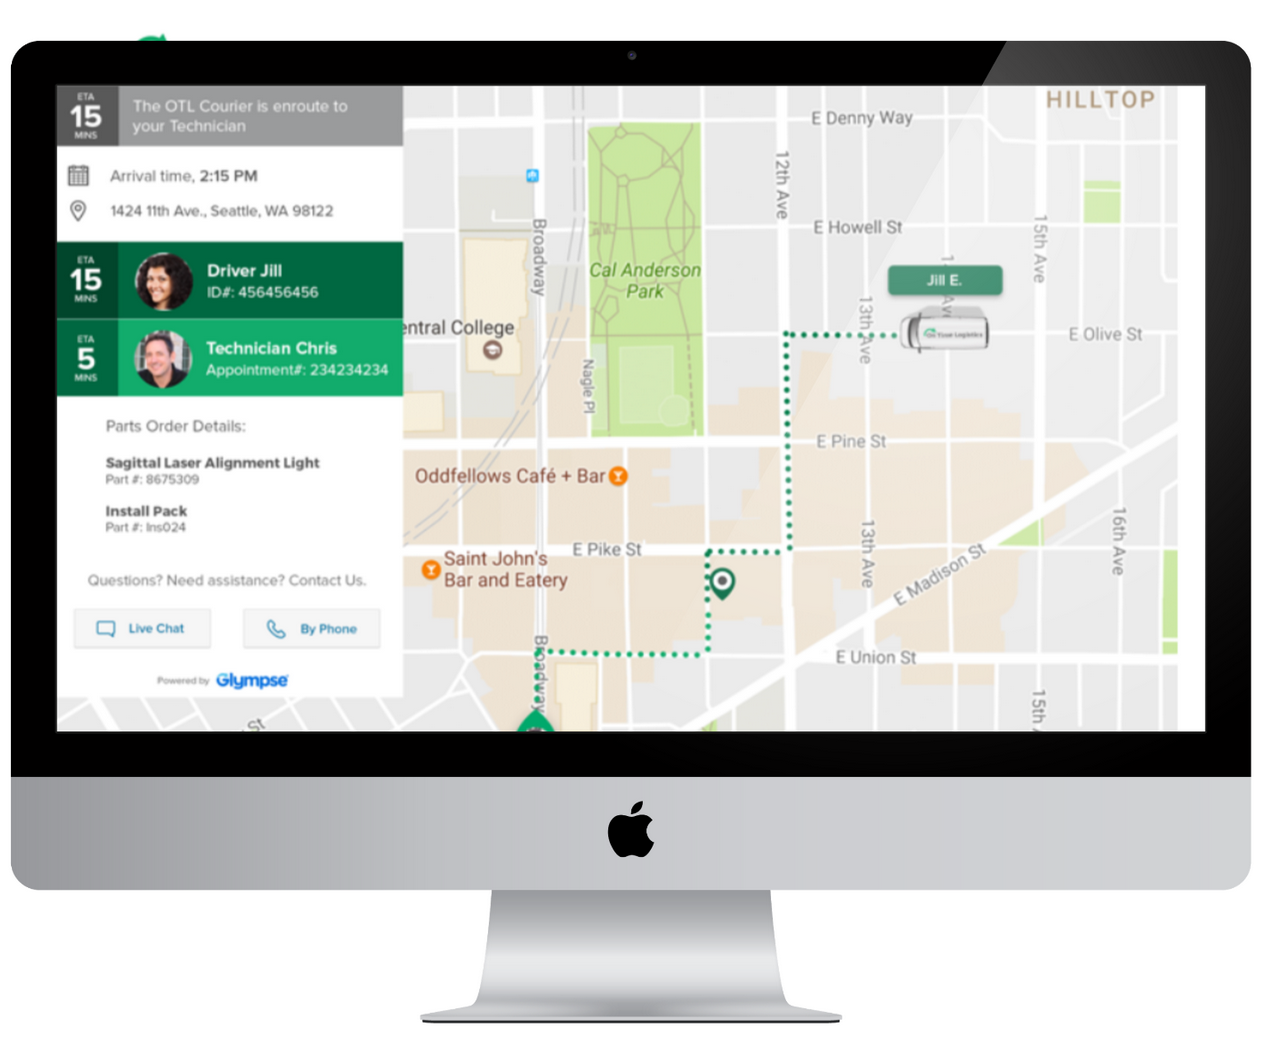 ETA
15
MINS
The OTL Courier is enroute to
your Technician
Arrival time, 2:15 PM
1424 11th Ave., Seattle, WA 98122
ETA
15
MINS
Driver Jill
ID#: 456456456
ETA
5
MINS
Technician Chris
Appointment#: 234234234
Parts Order Details:
Sagittal Laser Alignment Light
Part #: 8675309
Install Pack
Part #: Ins024
Questions? Need assistance? Contact Us.
Live Chat
By Phone
Powered by Glympse
HILLTOP
E Denny Way
12th Ave
Broadway
E Howell St
15th Ave
Cal Anderson
Park
Jill E.
entral College
13th Ave
E Olive St
Nagle Pl
E Pine St
Oddfellows Café + Bar
16th Ave
E Pike St
Saint John's
Bar and Eatery
13th Ave
E Madison St
Broadway
E Union St
15th
St